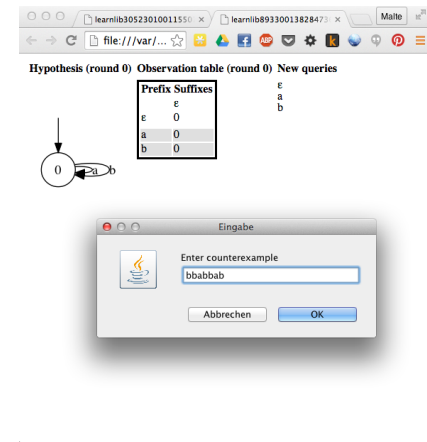 learnlib30523010011550
learnlib8933001382847
Malte
file:///var/...
Hypothesis (round 0) Observation table (round 0) New queries
Prefix Suffixes
ε
ε 0
a 0
b 0
ε
a
b
0 a b
Eingabe
Enter counterexample
bbabbab
Abbrechen OK